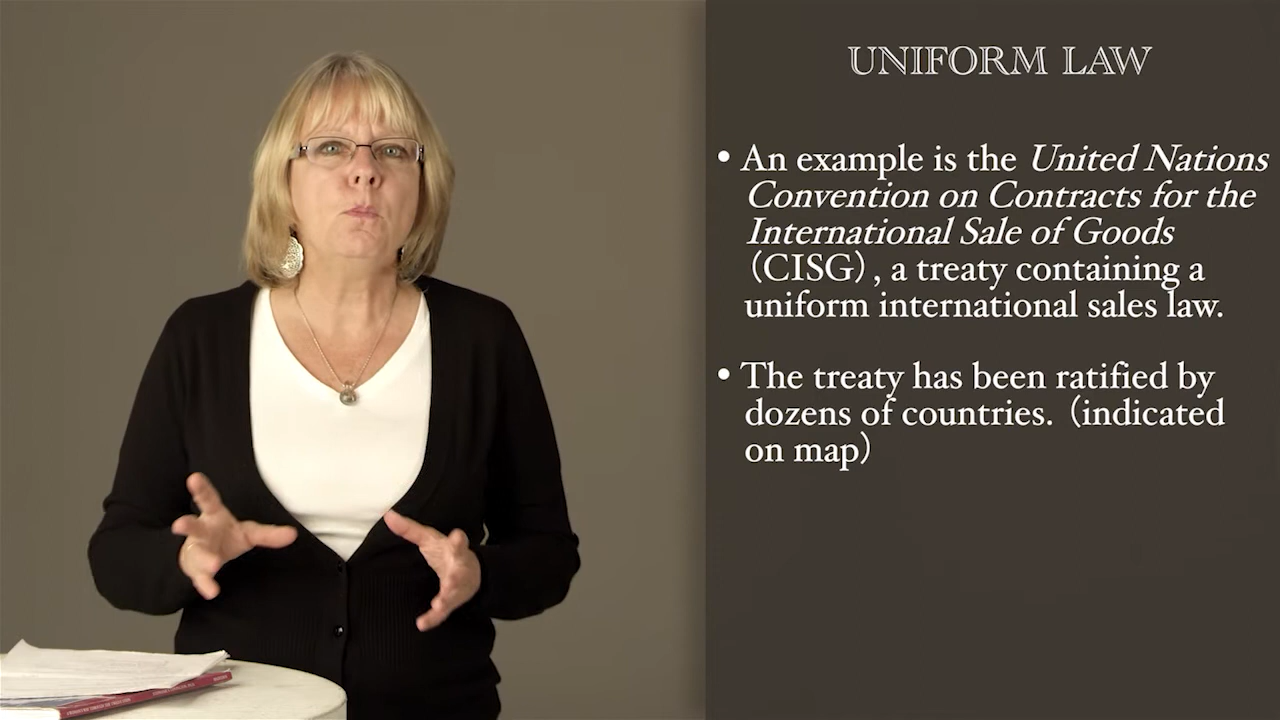 UNIFORM LAW
• An example is the United Nations
Convention on Contracts for the
International Sale of Goods
(CISG), a treaty containing a
uniform international sales law.
• The treaty has been ratified by
dozens of countries. (indicated
on map)